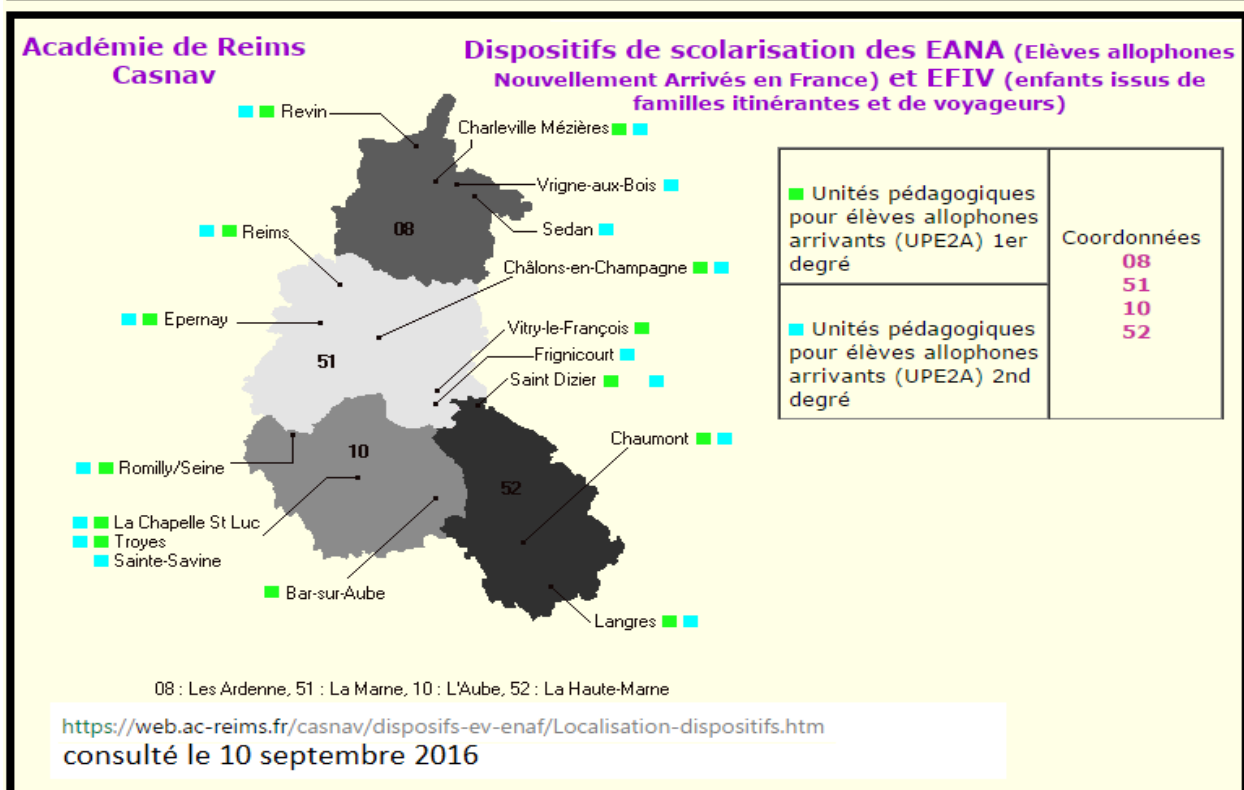 Académie de Reims
Casnav
Dispositifs de scolarisation des EANA (Elèves allophones
Nouvellement Arrivés en France) et EFIV (enfants issus de
familles itinérantes et de voyageurs)
Revin
Charleville Mézières
Vrigne-aux-Bois
Sedan
08
Reims
Châlons-en-Champagne
Epernay
Vitry-le-François
Frignicourt
51
Saint Dizier
Chaumont
10
Romilly/Seine
52
La Chapelle St Luc
Troyes
Sainte-Savine
Bar-sur-Aube
Langres
Unités pédagogiques
pour élèves allophones
arrivants (UPE2A) 1er
degré
Unités pédagogiques
pour élèves allophones
arrivants (UPE2A) 2nd
degré
Coordonnées
08
51
10
52
08 : Les Ardenne, 51 : La Marne, 10 : L'Aube, 52 : La Haute-Marne
https://web.ac-reims.fr/casnav/disposifs-ev-enaf/Localisation-dispositifs.htm
consulté le 10 septembre 2016